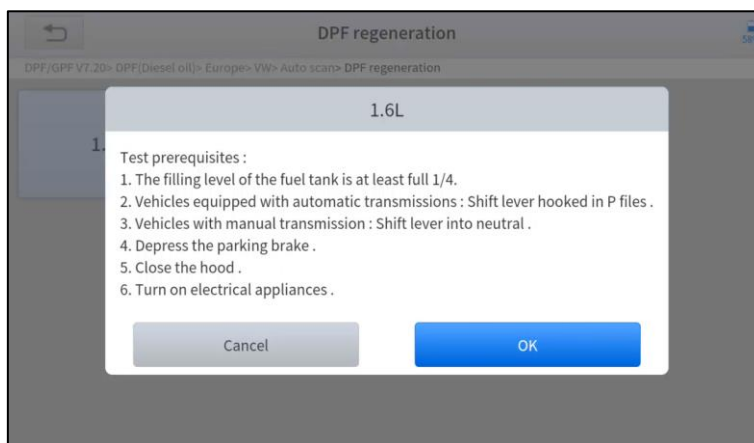 DPF regeneration
DPF/GPF V7.20> DPF(Diesel oil)> Europe> VW> Auto scan> DPF regeneration
1.6L
1.
Test prerequisites :
1. The filling level of the fuel tank is at least full 1/4.
2. Vehicles equipped with automatic transmissions : Shift lever hooked in P files .
3. Vehicles with manual transmission : Shift lever into neutral .
4. Depress the parking brake .
5. Close the hood .
6. Turn on electrical appliances .
Cancel OK